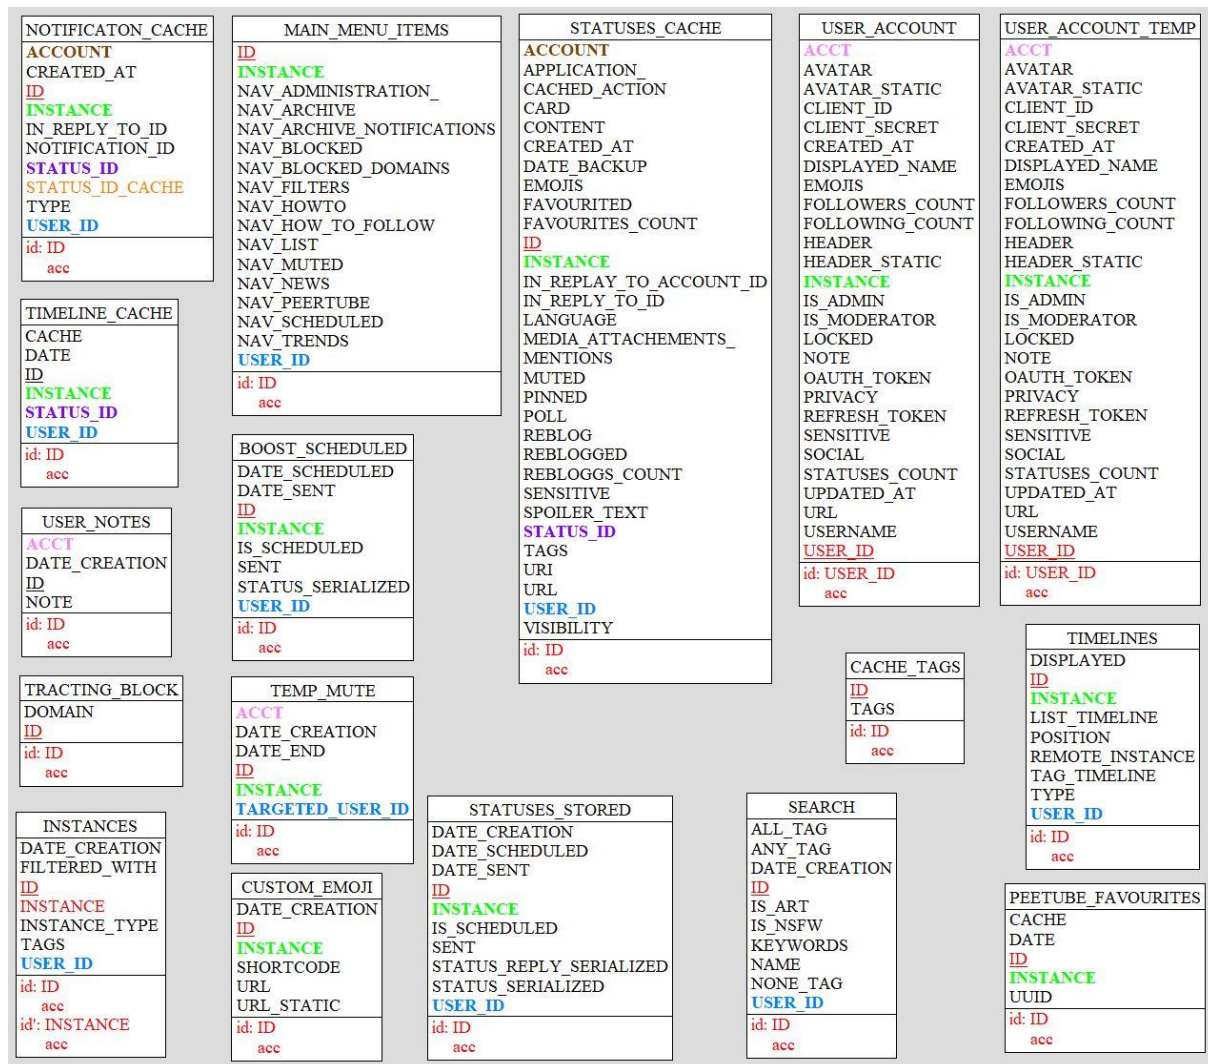 NOTIFICATON_CACHE
ACCOUNT
CREATED_AT
ID
INSTANCE
IN_REPLY_TO_ID
NOTIFICATION_ID
STATUS_ID
STATUS_ID_CACHE
TYPE
USER_ID
id: ID
acc
TIMELINE_CACHE
CACHE
DATE
ID
INSTANCE
STATUS_ID
USER_ID
id: ID
acc
USER_NOTES
ACCT
DATE_CREATION
ID
NOTE
id: ID
acc
TRACTING_BLOCK
DOMAIN
ID
id: ID
acc
INSTANCES
DATE_CREATION
FILTERED_WITH
ID
INSTANCE
INSTANCE_TYPE
TAGS
USER_ID
id: ID
acc
id': INSTANCE
acc
MAIN_MENU_ITEMS
ID
INSTANCE
NAV_ADMINISTRATION_
NAV_ARCHIVE
NAV_ARCHIVE_NOTIFICATIONS
NAV_BLOCKED
NAV_BLOCKED_DOMAINS
NAV_FILTERS
NAV_HOWTO
NAV_HOW_TO_FOLLOW
NAV_LIST
NAV_MUTED
NAV_NEWS
NAV_PEERTUBE
NAV_SCHEDULED
NAV_TRENDS
USER_ID
id: ID
acc
BOOST_SCHEDULED
DATE_SCHEDULED
DATE_SENT
ID
INSTANCE
IS_SCHEDULED
SENT
STATUS_SERIALIZED
USER_ID
id: ID
acc
TEMP_MUTE
ACCT
DATE_CREATION
DATE_END
ID
INSTANCE
TARGETED_USER_ID
id: ID
acc
CUSTOM_EMOJI
DATE_CREATION
ID
INSTANCE
SHORTCODE
URL
URL_STATIC
id: ID
acc
STATUSES_CACHE
ACCOUNT
APPLICATION_
CACHED_ACTION
CARD
CONTENT
CREATED_AT
DATE_BACKUP
EMOJIS
FAVOURITED
FAVOURITES_COUNT
ID
INSTANCE
IN_REPLAY_TO_ACCOUNT_ID
IN_REPLY_TO_ID
LANGUAGE
MEDIA_ATTACHEMENTS_
MENTIONS
MUTED
PINNED
POLL
REBLOG
REBLOGGED
REBLOGGS_COUNT
SENSITIVE
SPOILER_TEXT
STATUS_ID
TAGS
URI
URL
USER_ID
VISIBILITY
id: ID
acc
STATUSES_STORED
DATE_CREATION
DATE_SCHEDULED
DATE_SENT
ID
INSTANCE
IS_SCHEDULED
SENT
STATUS_REPLY_SERIALIZED
STATUS_SERIALIZED
USER_ID
id: ID
acc
USER_ACCOUNT
ACCT
AVATAR
AVATAR_STATIC
CLIENT_ID
CLIENT_SECRET
CREATED_AT
DISPLAYED_NAME
EMOJIS
FOLLOWERS_COUNT
FOLLOWING_COUNT
HEADER
HEADER_STATIC
INSTANCE
IS_ADMIN
IS_MODERATOR
LOCKED
NOTE
OAUTH_TOKEN
PRIVACY
REFRESH_TOKEN
SENSITIVE
SOCIAL
STATUSES_COUNT
UPDATED_AT
URL
USERNAME
USER_ID
id: USER_ID
acc
CACHE_TAGS
ID
TAGS
id: ID
acc
SEARCH
ALL_TAG
ANY_TAG
DATE_CREATION
ID
IS_ART
IS_NSFW
KEYWORDS
NAME
NONE_TAG
USER_ID
id: ID
acc
USER_ACCOUNT_TEMP
ACCT
AVATAR
AVATAR_STATIC
CLIENT_ID
CLIENT_SECRET
CREATED_AT
DISPLAYED_NAME
EMOJIS
FOLLOWERS_COUNT
FOLLOWING_COUNT
HEADER
HEADER_STATIC
INSTANCE
IS_ADMIN
IS_MODERATOR
LOCKED
NOTE
OAUTH_TOKEN
PRIVACY
REFRESH_TOKEN
SENSITIVE
SOCIAL
STATUSES_COUNT
UPDATED_AT
URL
USERNAME
USER_ID
id: USER_ID
acc
TIMELINES
DISPLAYED
ID
INSTANCE
LIST_TIMELINE
POSITION
REMOTE_INSTANCE
TAG_TIMELINE
TYPE
USER_ID
id: ID
acc
PEETUBE_FAVOURITES
CACHE
DATE
ID
INSTANCE
UUID
id: ID
acc